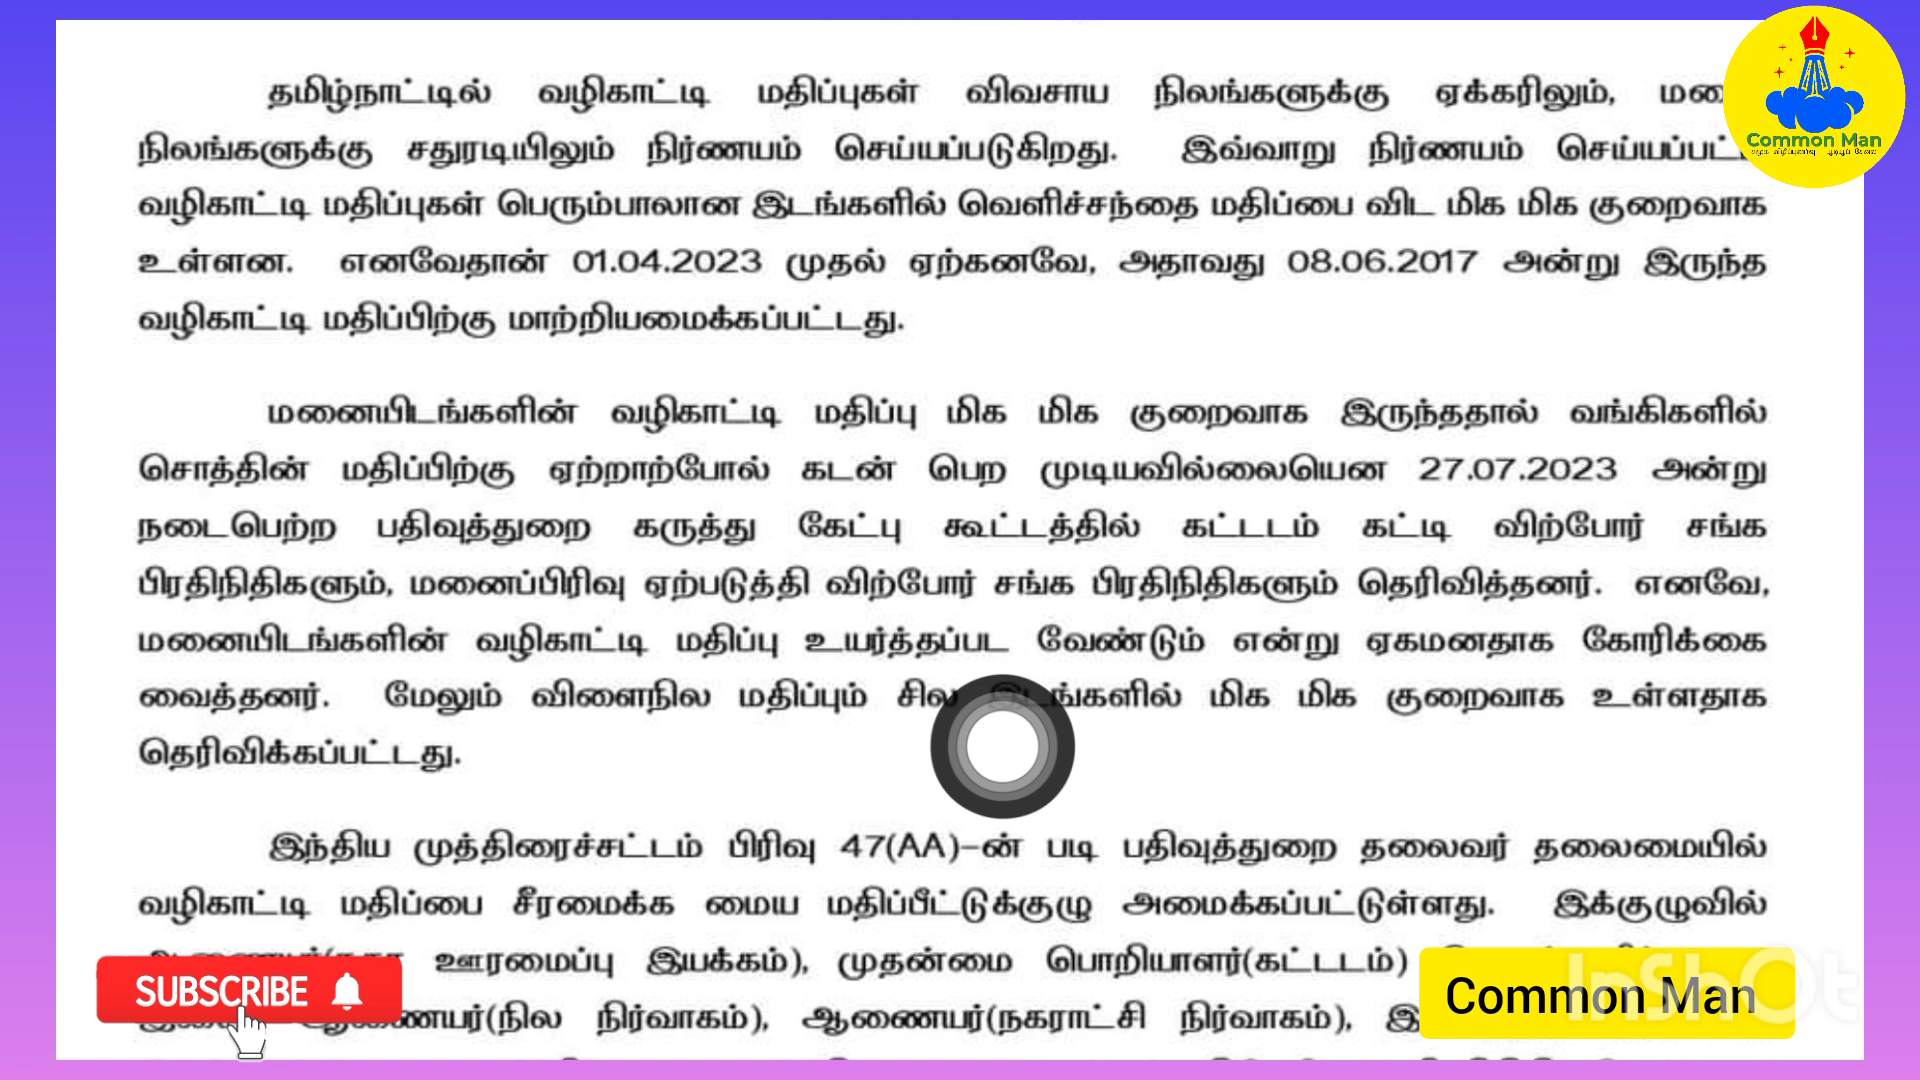 தமிழ்நாட்டில் வழிகாட்டி மதிப்புகள் விவசாய நிலங்களுக்கு ஏக்கரிலும்,
நிலங்களுக்கு சதுரடியிலும் நிர்ணயம் செய்யப்படுகிறது. இவ்வாறு நிர்ணயம்
வழிகாட்டி மதிப்புகள் பெரும்பாலான இடங்களில் வெளிச்சந்தை மதிப்பை விட மிக மிக குறைவாக
உள்ளன. எனவேதான் 01.04.2023 முதல் ஏற்கனவே, அதாவது 08.06.2017 அன்று இருந்த
வழிகாட்டி மதிப்பிற்கு மாற்றியமைக்கப்பட்டது.
மனையிடங்களின் வழிகாட்டி மதிப்பு மிக மிக குறைவாக இருந்ததால் வங்கிகளில்
சொத்தின் மதிப்பிற்கு ஏற்றாற்போல் கடன் பெற முடியவில்லையென 27.07.2023 அன்று
நடைபெற்ற பதிவுத்துறை கருத்து கேட்பு கூட்டத்தில் கட்டடம் கட்டி விற்போர் சங்க
பிரதிநிதிகளும், மனைப்பிரிவு ஏற்படுத்தி விற்போர் சங்க பிரதிநிதிகளும் தெரிவித்தனர். எனவே,
மனையிடங்களின் வழிகாட்டி மதிப்பு உயர்த்தப்பட வேண்டும் என்று ஏகமனதாக கோரிக்கை
வைத்தனர். மேலும் விளைநில மதிப்பும் சில இடங்களில் மிக மிக குறைவாக உள்ளதாக
தெரிவிக்கப்பட்டது.
இந்திய முத்திரைச்சட்டம் பிரிவு 47(AA)-ன் படி பதிவுத்துறை தலைவர் தலைமையில்
வழிகாட்டி மதிப்பை சீரமைக்க மைய மதிப்பீட்டுக்குழு அமைக்கப்பட்டுள்ளது. இக்குழுவில்
ஊரமைப்பு இயக்கம்), முதன்மை பொறியாளர்(கட்டடம்)
ஆணையர்(நில நிர்வாகம்), ஆணையர்(நகராட்சி நிர்வாகம்),
Common Man
SUBSCRIBE
Common Man
InShOt